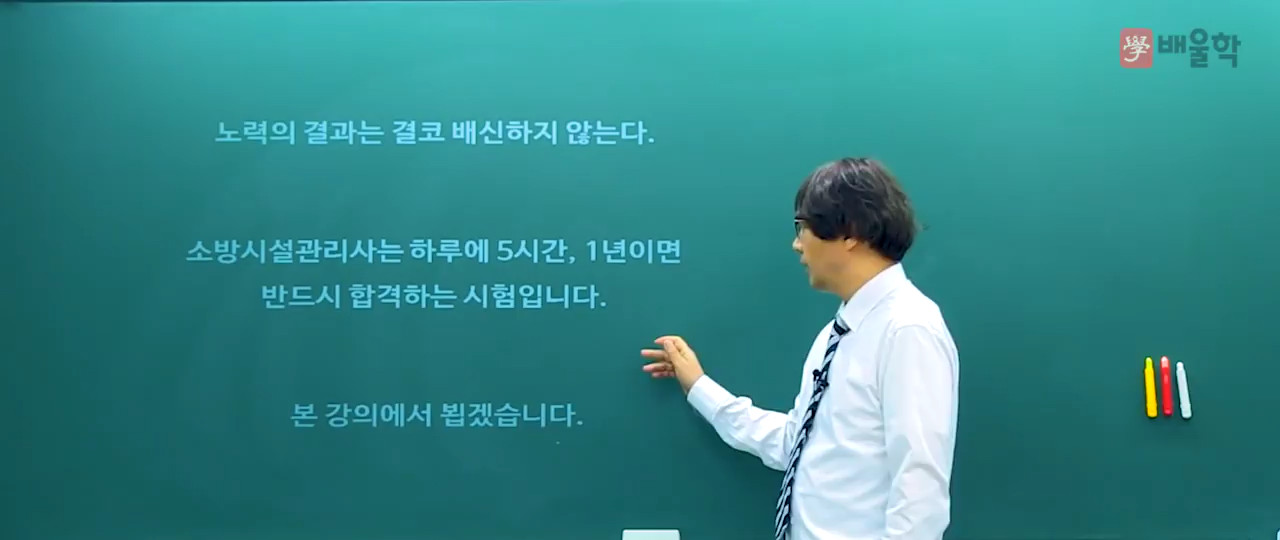 學 배울학
노력의 결과는 결코 배신하지 않는다.
소방시설관리사는 하루에 5시간, 1년이면
반드시 합격하는 시험입니다.
본 강의에서 뵙겠습니다.